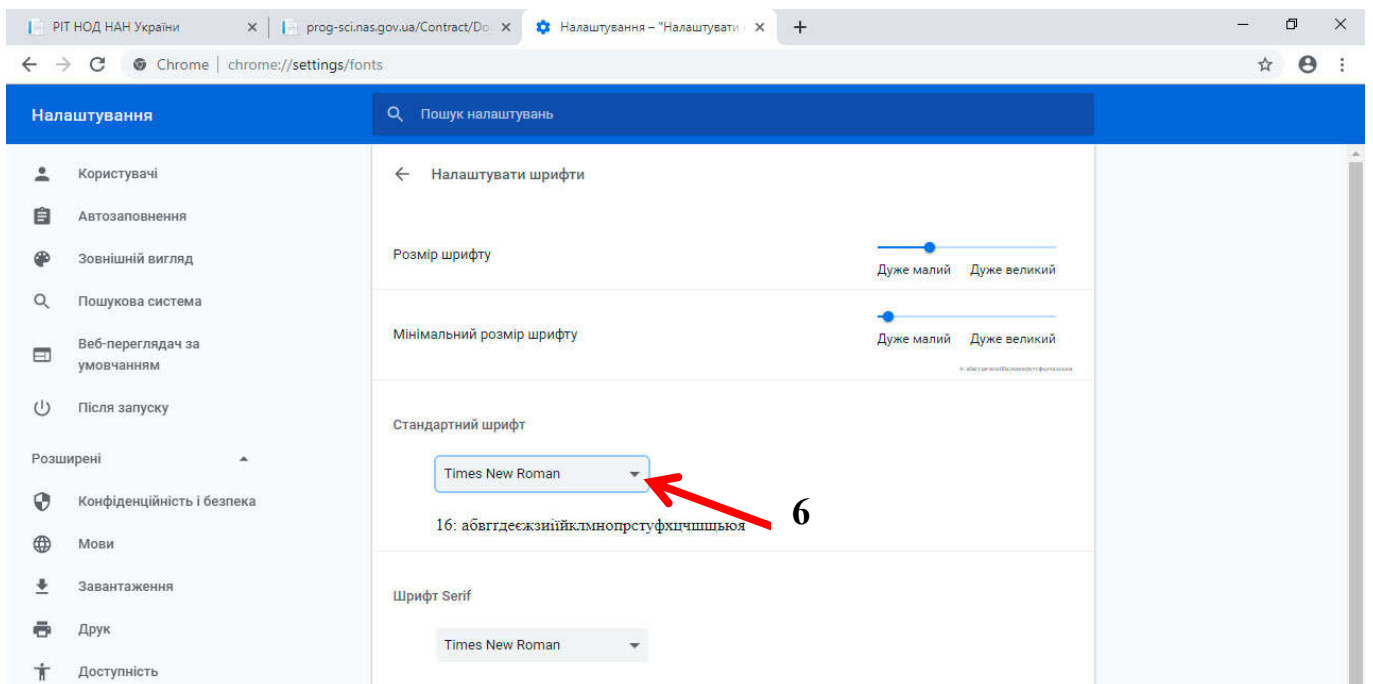 РІТ НОД НАН України
prog-sci.nas.gov.ua/Contract/Do
Налаштування – "Налаштувати
Chrome | chrome://settings/fonts
Налаштування
Пошук налаштувань
Користувачі
Автозаповнення
Зовнішній вигляд
Пошукова система
Веб-переглядач за
умовчанням
Після запуску
Розширені
Конфіденційність і безпека
Мови
Завантаження
Друк
Доступність
Налаштувати шрифти
Розмір шрифту
Дуже малий Дуже великий
Мінімальний розмір шрифту
Дуже малий Дуже великий
Стандартний шрифт
Times New Roman
6
16: абвггдеєжзиіїйклмнопрстуфхцчшщьюя
Шрифт Serif
Times New Roman